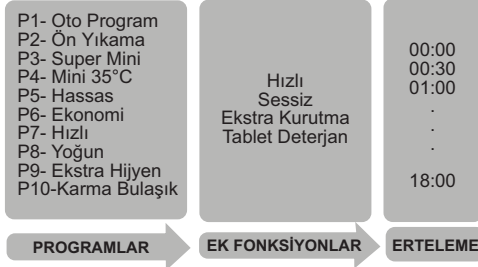 P1- Oto Program
P2- Ön Yıkama
P3- Super Mini
P4- Mini 35°C
P5- Hassas
P6- Ekonomi
P7- Hızlı
P8- Yoğun
P9- Ekstra Hijyen
P10-Karma Bulaşık
Hızlı
Sessiz
Ekstra Kurutma
Tablet Deterjan
00:00
00:30
01:00
.
.
.
18:00
PROGRAMLAR
EK FONKSİYONLAR
ERTELEME